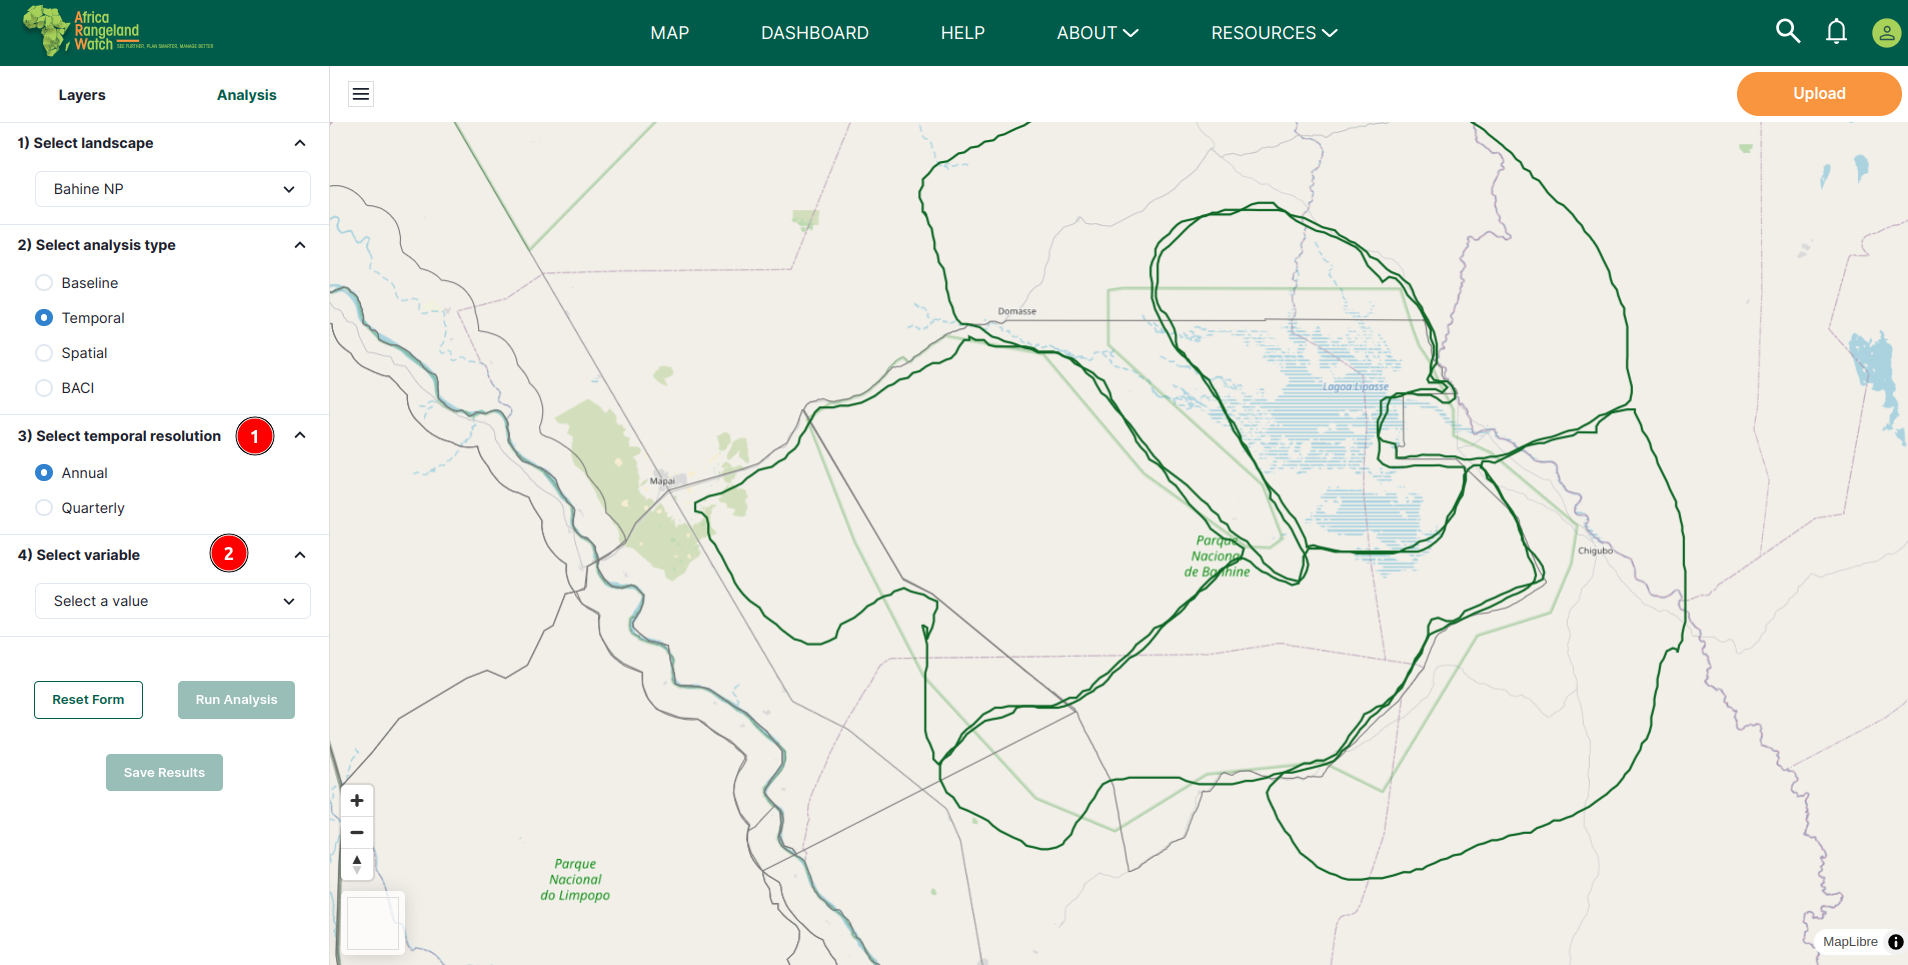 Africa
Rangeland
Watch
SEE FURTHER, PLAN SMARTER, MANAGE BETTER
MAP
DASHBOARD
HELP
ABOUT
RESOURCES
Layers
Analysis
Upload
1) Select landscape
Bahine NP
2) Select analysis type
Baseline
Temporal
Spatial
BACI
3) Select temporal resolution
1
Annual
Quarterly
4) Select variable
2
Select a value
Reset Form
Run Analysis
Save Results
Domasse
Lagoa Lipasse
Mapai
Parque
Nacional
de Banhine
Chigubo
Parque
Nacional
do Limpopo
MapLibre